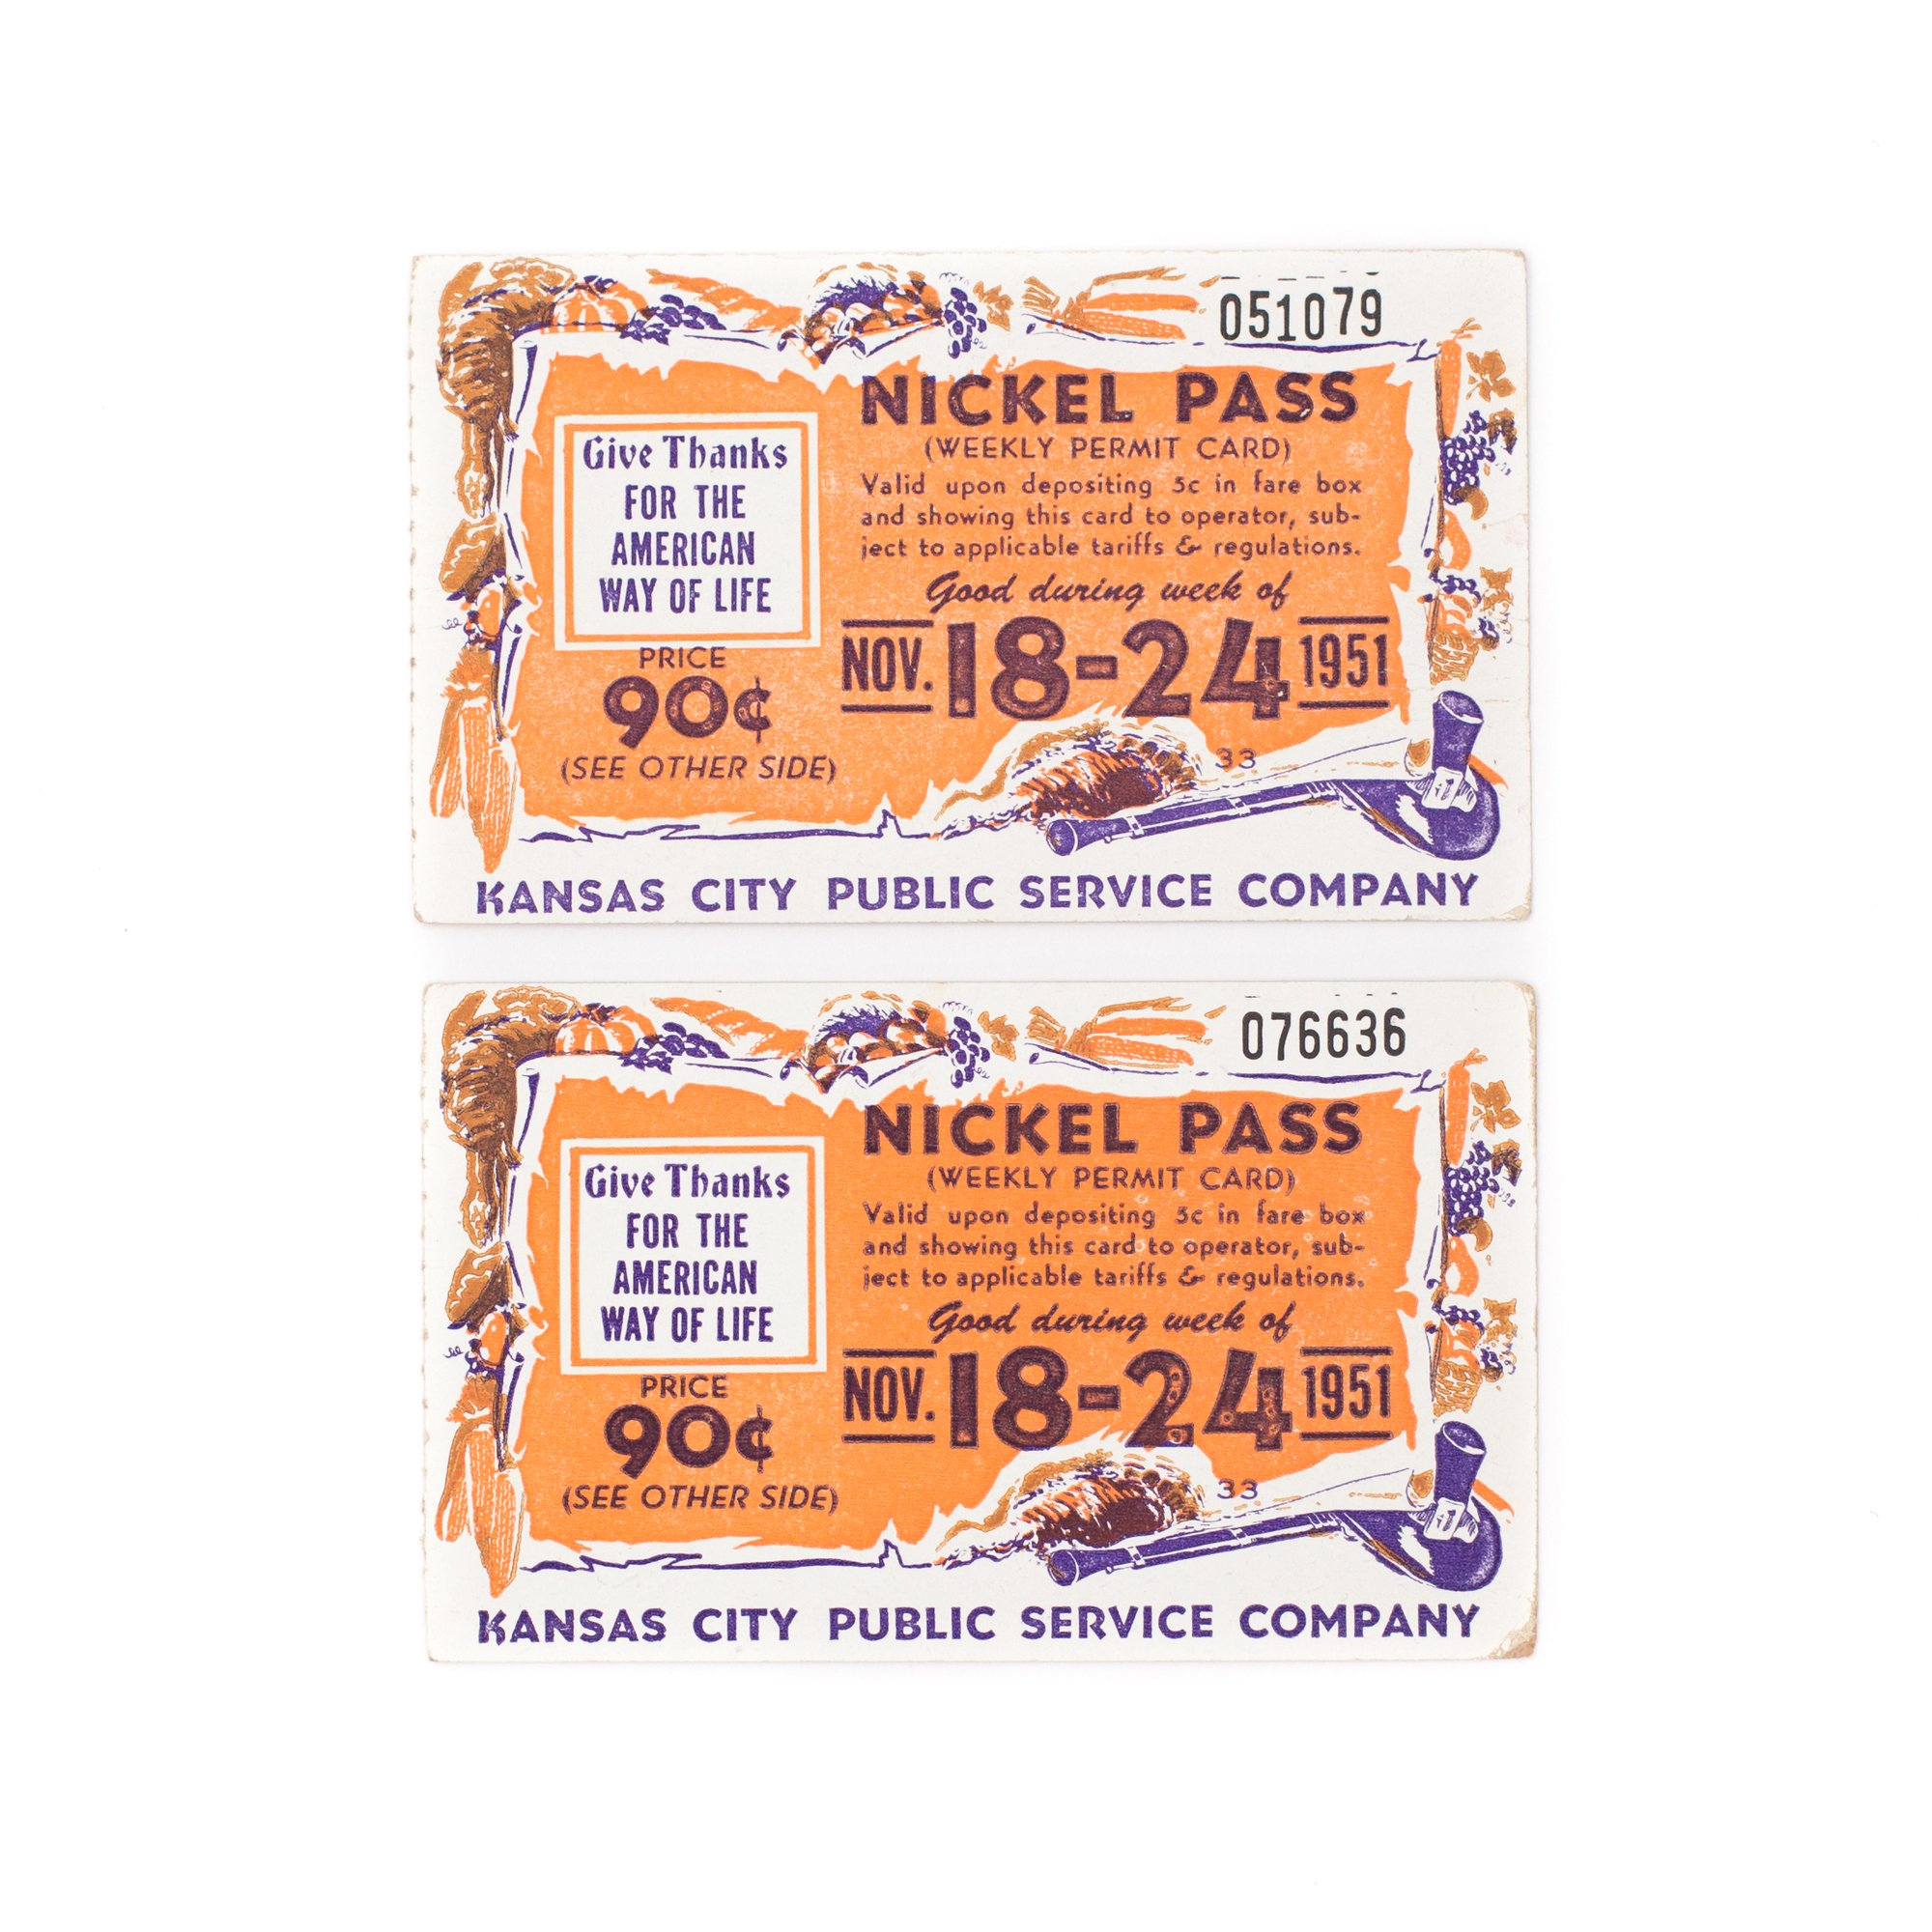 051079
NICKEL PASS
(WEEKLY PERMIT CARD)
Valid upon depositing 5c in fare box
and showing this card to operator, sub-
ject to applicable tariffs & regulations.
Good during week of
NOV. 18-24 1951
33
Give Thanks
FOR THE
AMERICAN
WAY OF LIFE
PRICE
90¢
(SEE OTHER SIDE)
KANSAS CITY PUBLIC SERVICE COMPANY
076636
NICKEL PASS
(WEEKLY PERMIT CARD)
Valid upon depositing 5c in fare box
and showing this card to operator, sub-
ject to applicable tariffs & regulations.
Good during week of
NOV. 18-24 1951
33
Give Thanks
FOR THE
AMERICAN
WAY OF LIFE
PRICE
90¢
(SEE OTHER SIDE)
KANSAS CITY PUBLIC SERVICE COMPANY